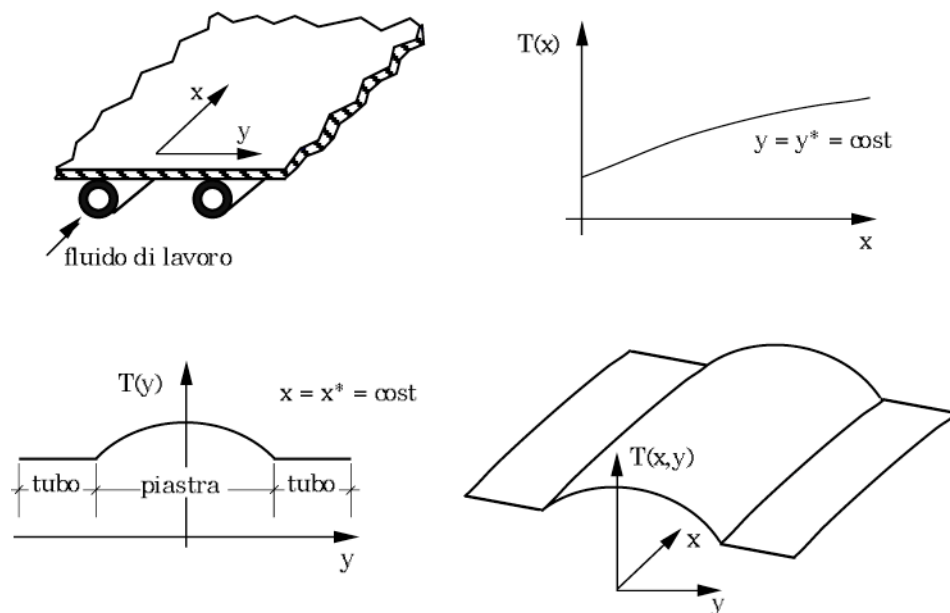 x
y
fluido di lavoro
T(x)
y = y* = cost
x
T(y)
x = x* = cost
tubo
piastra
tubo
y
T(x,y)
x
y